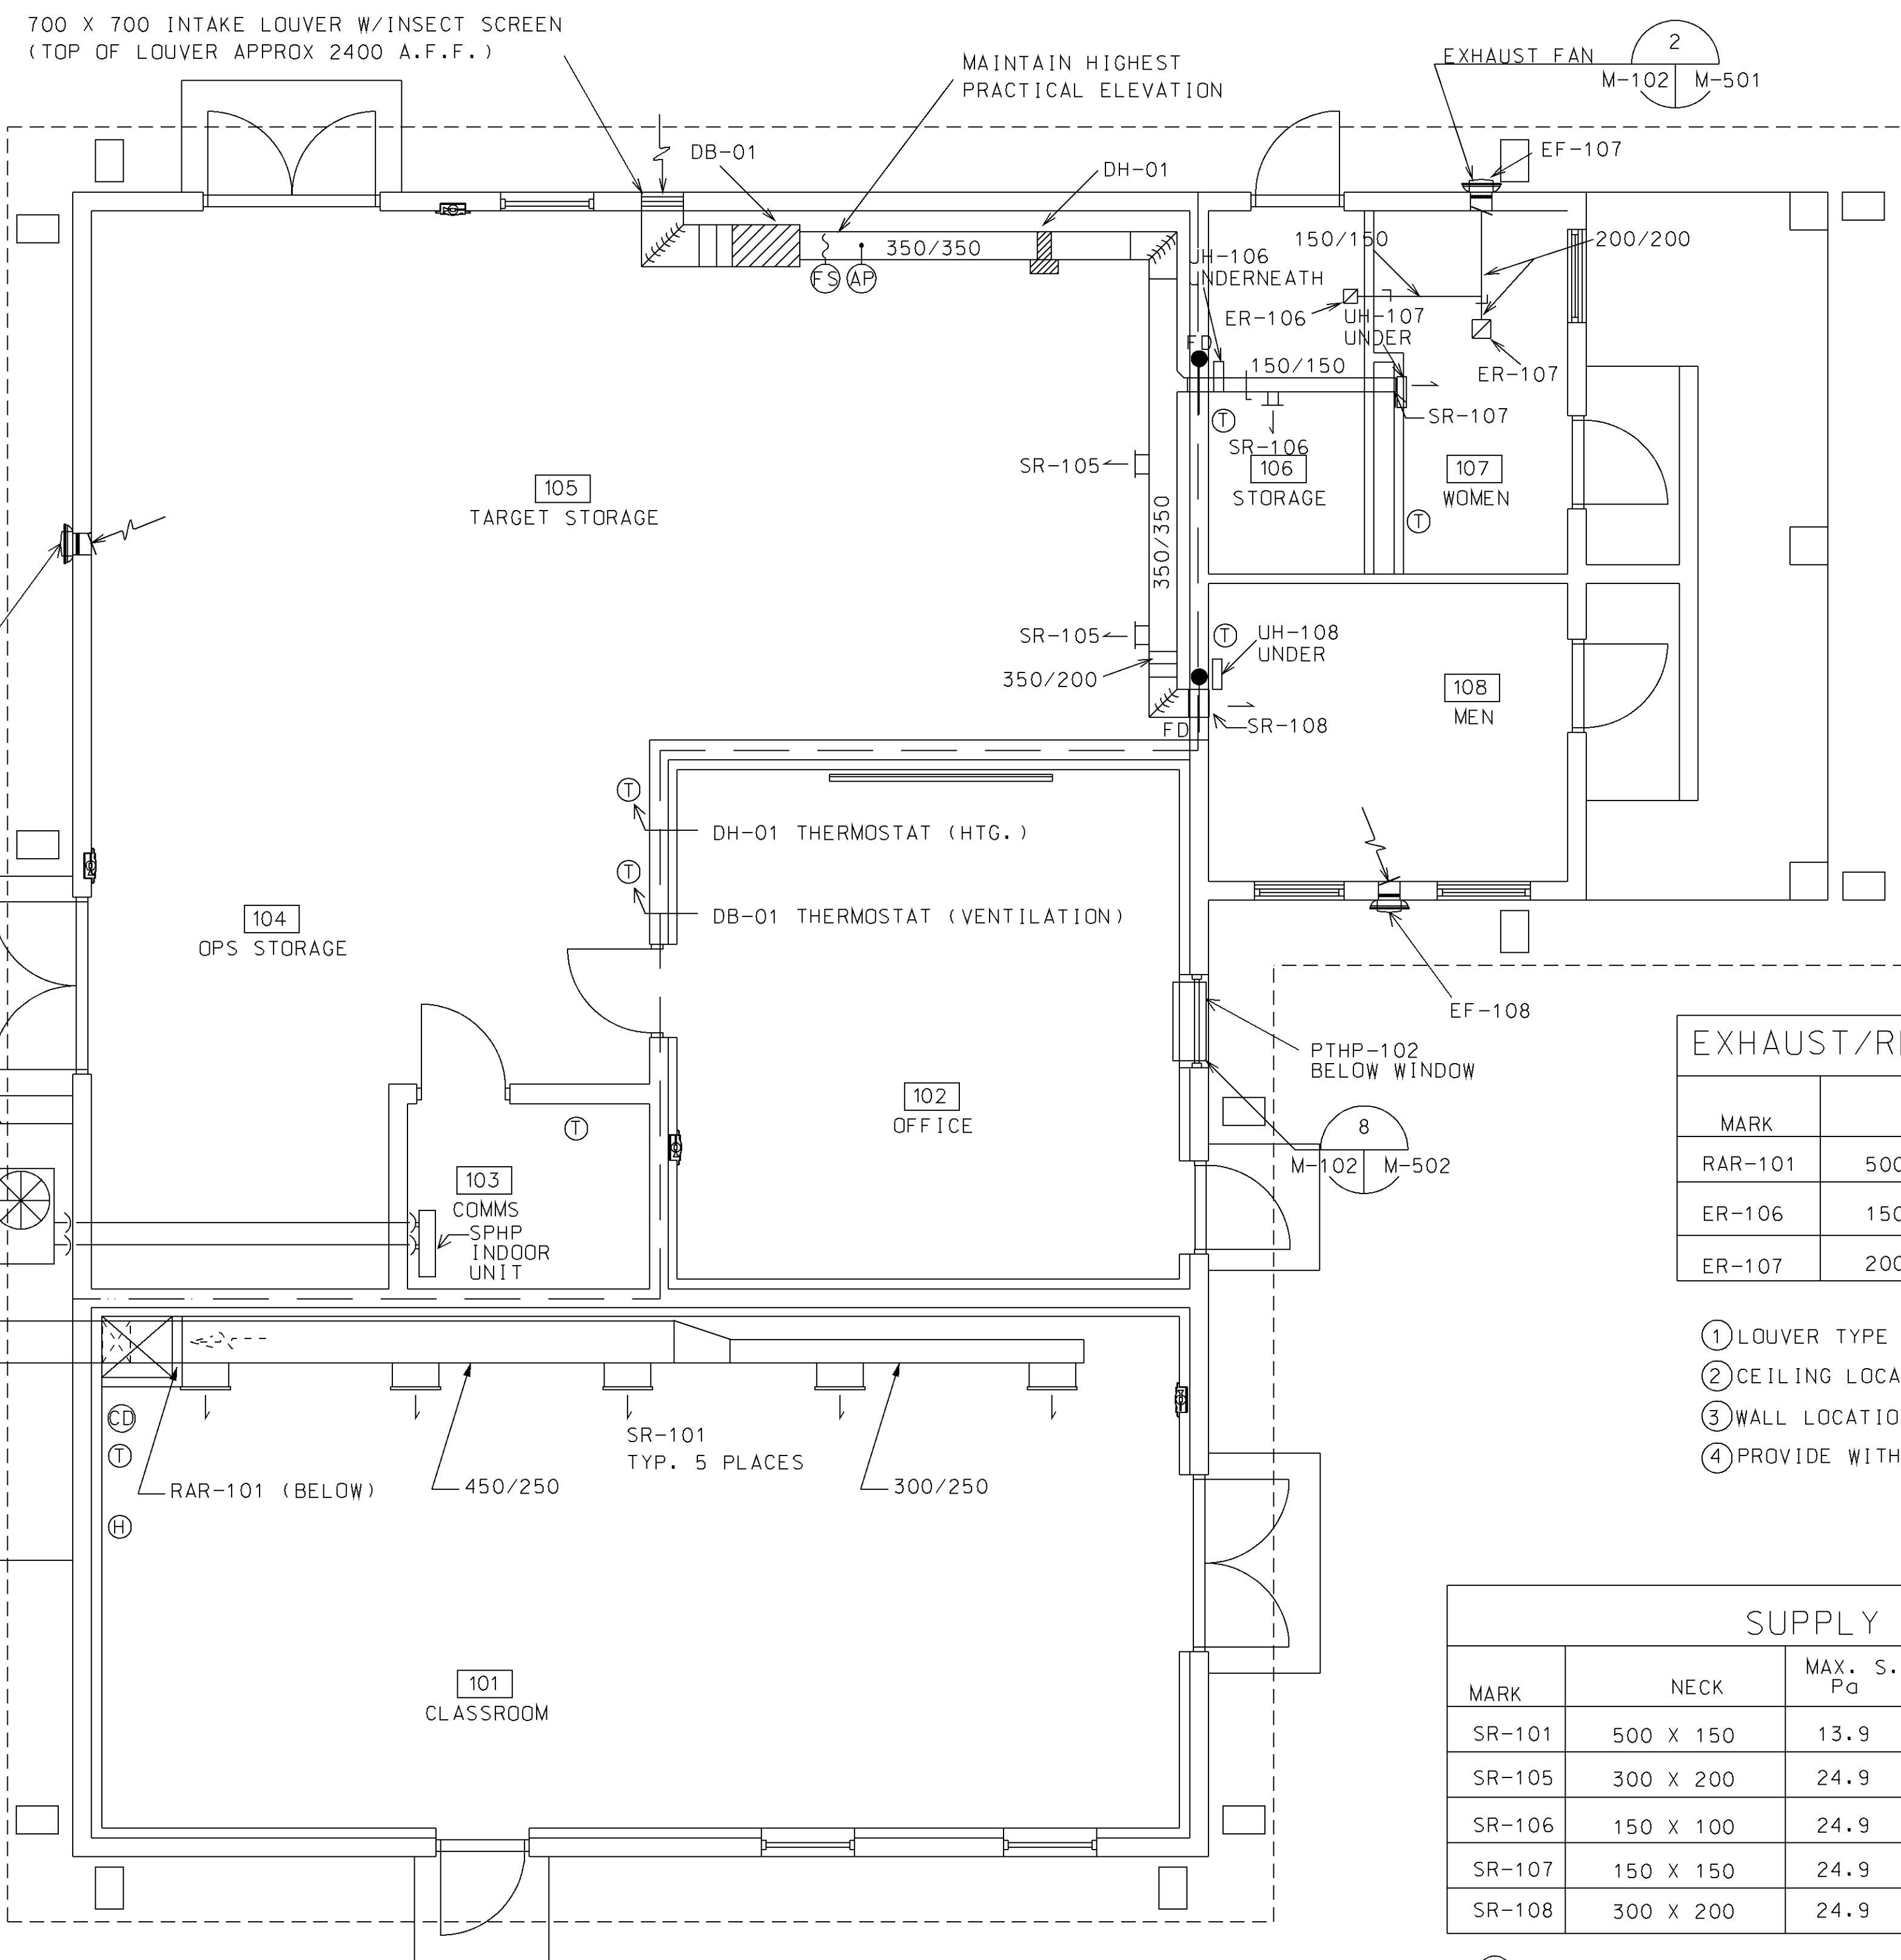 700 X 700 INTAKE LOUVER W/INSECT SCREEN
(TOP OF LOUVER APPROX 2400 A.F.F.)
MAINTAIN HIGHEST
PRACTICAL ELEVATION
EXHAUST FAN
2
M-102
M-501
DB-01
DH-01
EF-107
350/350
FS
AP
UH-106
UNDERNEATH
150/150
200/200
ER-106
UH-107
UNDER
ER-107
FD
150/150
SR-107
T
SR-106
SR-105
106
STORAGE
107
WOMEN
105
TARGET STORAGE
T
350/350
SR-105
T
UH-108
UNDER
350/200
108
MEN
SR-108
FD
T
DH-01 THERMOSTAT (HTG.)
T
DB-01 THERMOSTAT (VENTILATION)
104
OPS STORAGE
EF-108
PTHP-102
BELOW WINDOW
102
OFFICE
T
8
M-102
M-502
103
COMMS
SPHP
INDOOR
UNIT
EXHAUST/R
MARK
RAR-101 500
ER-106 150
ER-107 200
1 LOUVER TYPE
2 CEILING LOCA
3 WALL LOCATIO
4 PROVIDE WITH
CD
T
H
RAR-101 (BELOW)
450/250
SR-101
TYP. 5 PLACES
300/250
101
CLASSROOM
SUPPLY
MARK NECK MAX. S.
Pa
SR-101 500 X 150 13.9
SR-105 300 X 200 24.9
SR-106 150 X 100 24.9
SR-107 150 X 150 24.9
SR-108 300 X 200 24.9